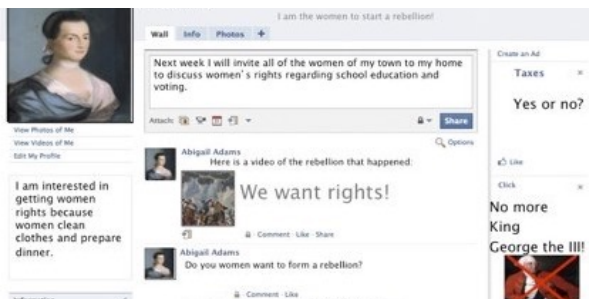 I am the women to start a rebellion!
Wall Info Photos +
Next week I will invite all of the women of my town to my home
to discuss women's rights regarding school education and
voting.
Attach:
Share
Options
Abigail Adams
Here is a video of the rebellion that happened:
We want rights!
Comment · Like · Share
Abigail Adams
Do you women want to form a rebellion?
Comment · Like
View Photos of Me
View Videos of Me
Edit My Profile
I am interested in
getting women
rights because
women clean
clothes and prepare
dinner.
Create an Ad
Taxes ×
Yes or no?
Like
Click ×
No more
King
George the III!